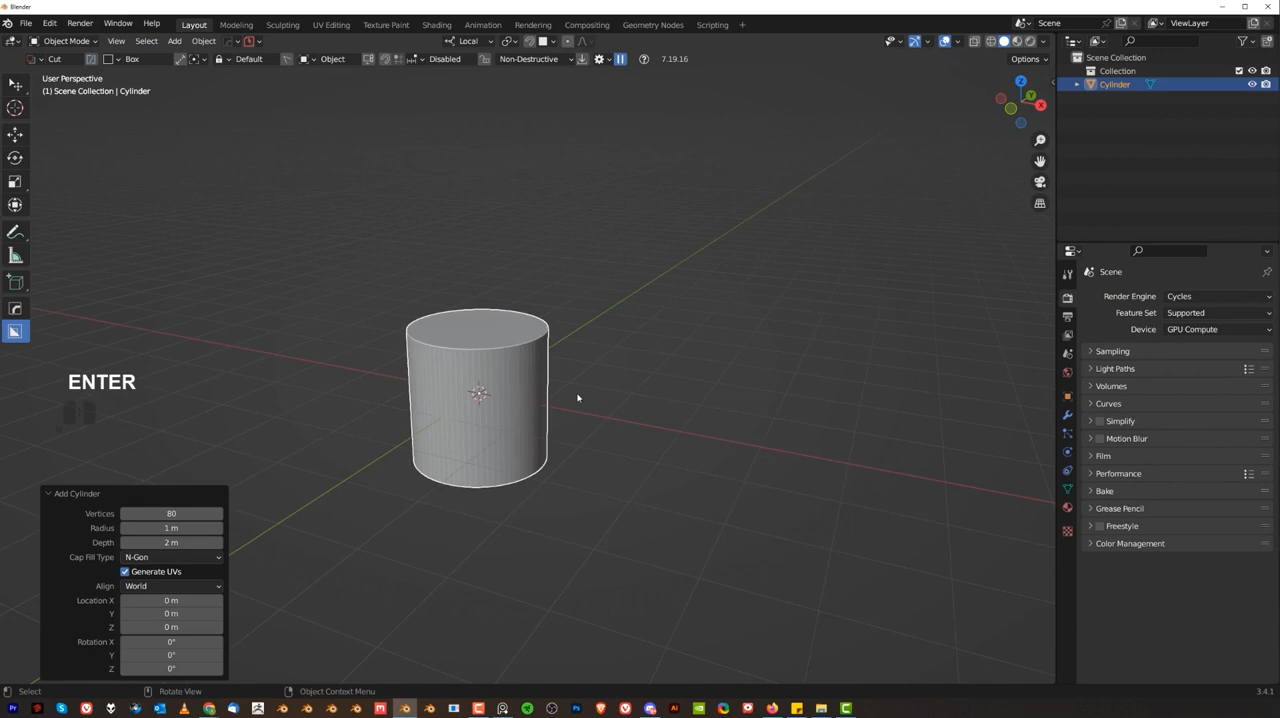 Blender
File Edit Render Window Help Layout Modeling Sculpting UV Editing Texture Paint Shading Animation Rendering Compositing Geometry Nodes Scripting + Scene ViewLayer
Object Mode View Select Add Object Local
Cut Box Default Object Disabled Non-Destructive 7.19.16 Options
User Perspective
(1) Scene Collection | Cylinder
Z
Y
X
ENTER
Add Cylinder
Vertices 80
Radius 1 m
Depth 2 m
Cap Fill Type N-Gon
Generate UVs
Align World
Location X 0 m
Y 0 m
Z 0 m
Rotation X 0°
Y 0°
Z 0°
Scene Collection
Collection
Cylinder
Scene
Render Engine Cycles
Feature Set Supported
Device GPU Compute
Sampling
Light Paths
Volumes
Curves
Simplify
Motion Blur
Film
Performance
Bake
Grease Pencil
Freestyle
Color Management
Select Rotate View Object Context Menu 3.4.1
Pr S Ps Ai